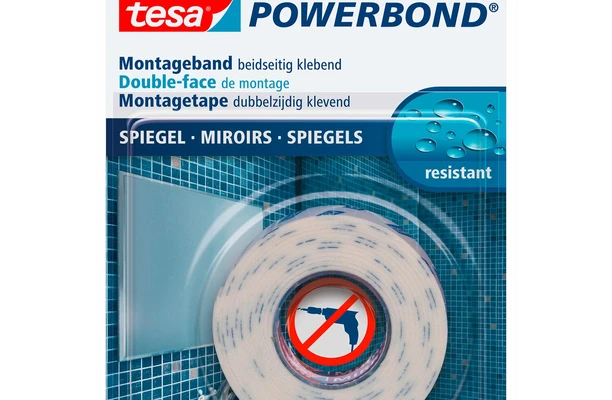 tesa POWERBOND®
Montageband beidseitig klebend
Double-face de montage
Montagetape dubbelzijdig klevend
SPIEGEL · MIROIRS · SPIEGELS
resistant